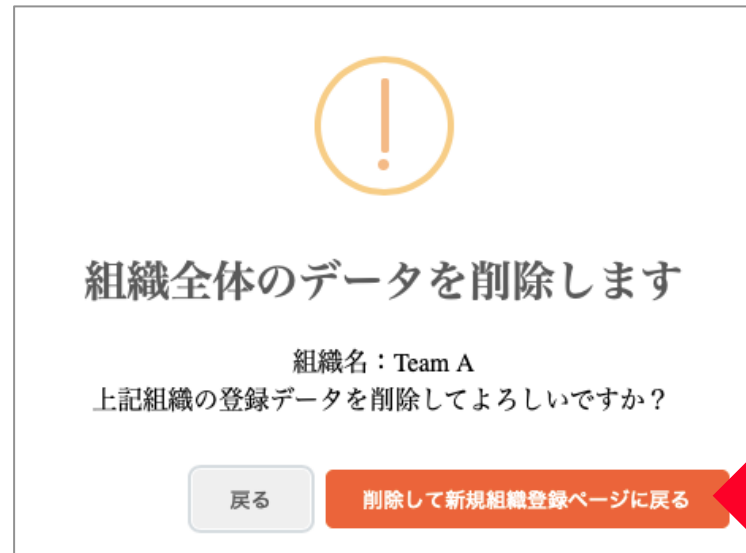 組織全体のデータを削除します
組織名：Team A
上記組織の登録データを削除してよろしいですか？
戻る
削除して新規組織登録ページに戻る